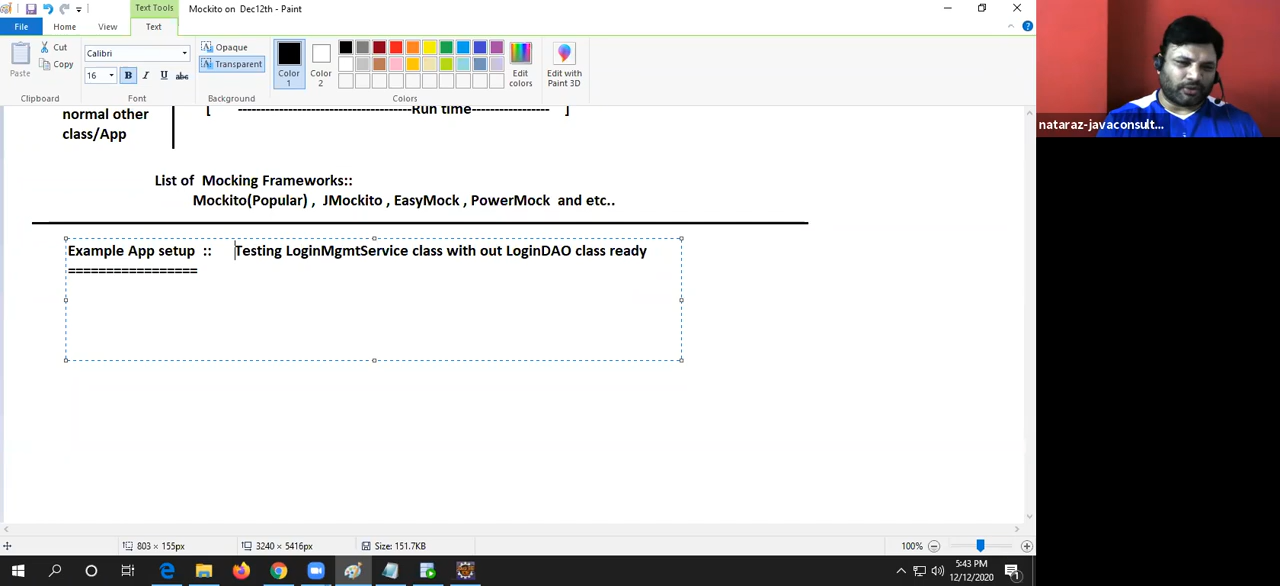 Mockito on Dec12th - Paint
Text Tools
File
Home
View
Text
Paste
Cut
Copy
Clipboard
Calibri
16
B
I
U
abc
Font
Opaque
Transparent
Background
Color 1
Color 2
Colors
Edit colors
Edit with Paint 3D
nataraz-javaconsult...
normal other
class/App
[ -------------------------------------Run time----------------- ]
List of Mocking Frameworks::
Mockito(Popular) , JMockito , EasyMock , PowerMock and etc..
Example App setup :: Testing LoginMgmtService class with out LoginDAO class ready
=================
803 × 155px
3240 × 5416px
Size: 151.7KB
100%
5:43 PM
12/12/2020
1